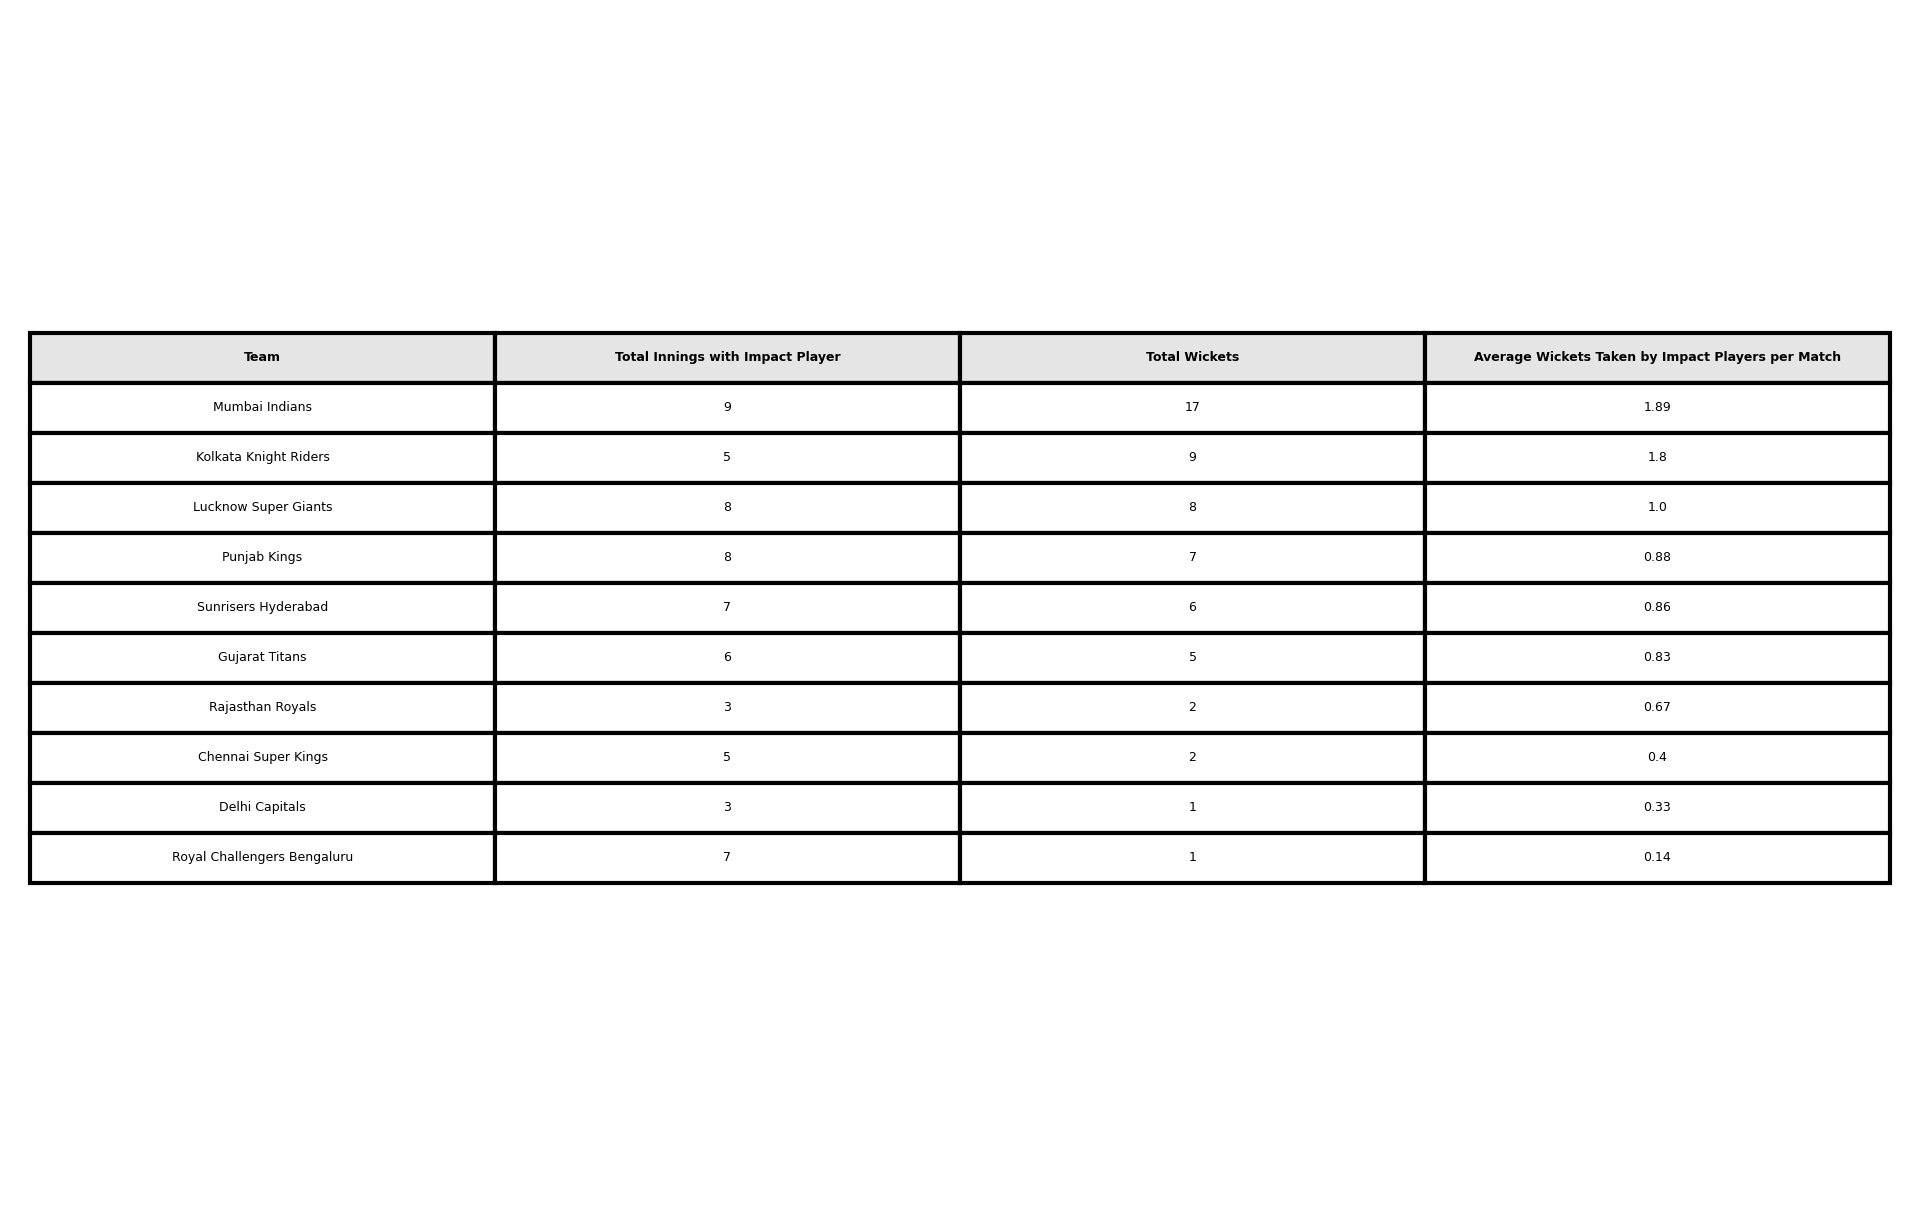 Team Total Innings with Impact Player Total Wickets Average Wickets Taken by Impact Players per Match
Mumbai Indians 9 17 1.89
Kolkata Knight Riders 5 9 1.8
Lucknow Super Giants 8 8 1.0
Punjab Kings 8 7 0.88
Sunrisers Hyderabad 7 6 0.86
Gujarat Titans 6 5 0.83
Rajasthan Royals 3 2 0.67
Chennai Super Kings 5 2 0.4
Delhi Capitals 3 1 0.33
Royal Challengers Bengaluru 7 1 0.14